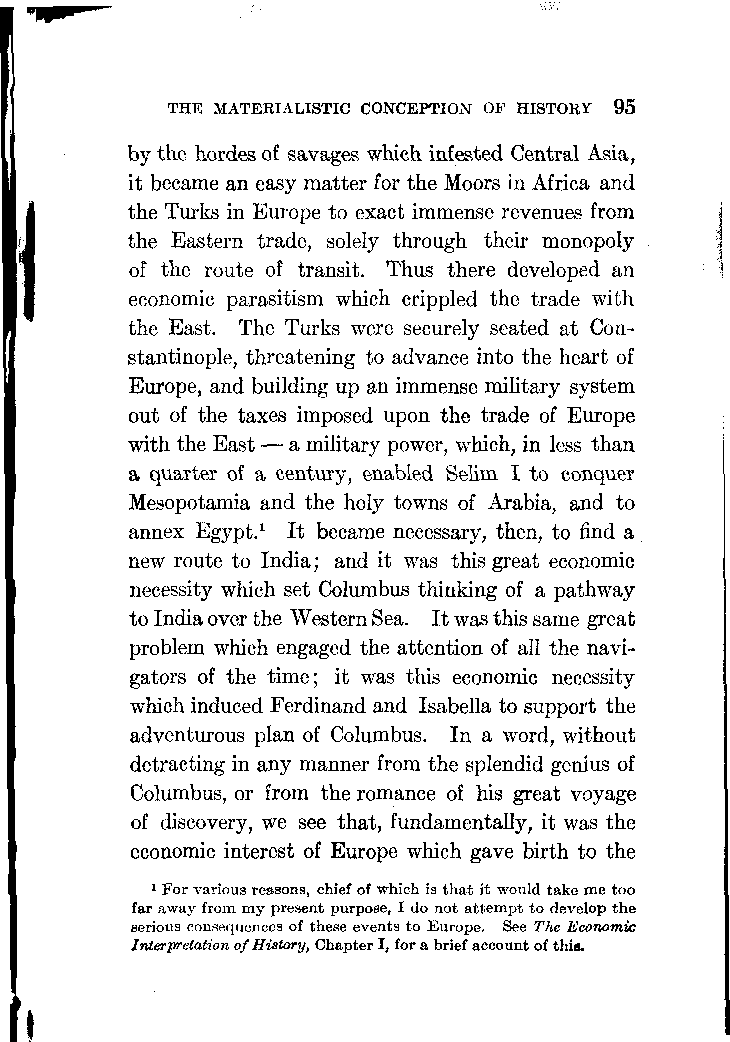 THE MATERIALISTIC CONCEPTION OF HISTORY 95
by the hordes of savages which infested Central Asia,
it became an easy matter for the Moors in Africa and
the Turks in Europe to exact immense revenues from
the Eastern trade, solely through their monopoly
of the route of transit. Thus there developed an
economic parasitism which crippled the trade with
the East. The Turks were securely seated at Con-
stantinople, threatening to advance into the heart of
Europe, and building up an immense military system
out of the taxes imposed upon the trade of Europe
with the East — a military power, which, in less than
a quarter of a century, enabled Selim I to conquer
Mesopotamia and the holy towns of Arabia, and to
annex Egypt.¹ It became necessary, then, to find a
new route to India; and it was this great economic
necessity which set Columbus thinking of a pathway
to India over the Western Sea. It was this same great
problem which engaged the attention of all the navi-
gators of the time; it was this economic necessity
which induced Ferdinand and Isabella to support the
adventurous plan of Columbus. In a word, without
detracting in any manner from the splendid genius of
Columbus, or from the romance of his great voyage
of discovery, we see that, fundamentally, it was the
economic interest of Europe which gave birth to the
¹ For various reasons, chief of which is that it would take me too
far away from my present purpose, I do not attempt to develop the
serious consequences of these events to Europe. See The Economic
Interpretation of History, Chapter I, for a brief account of this.